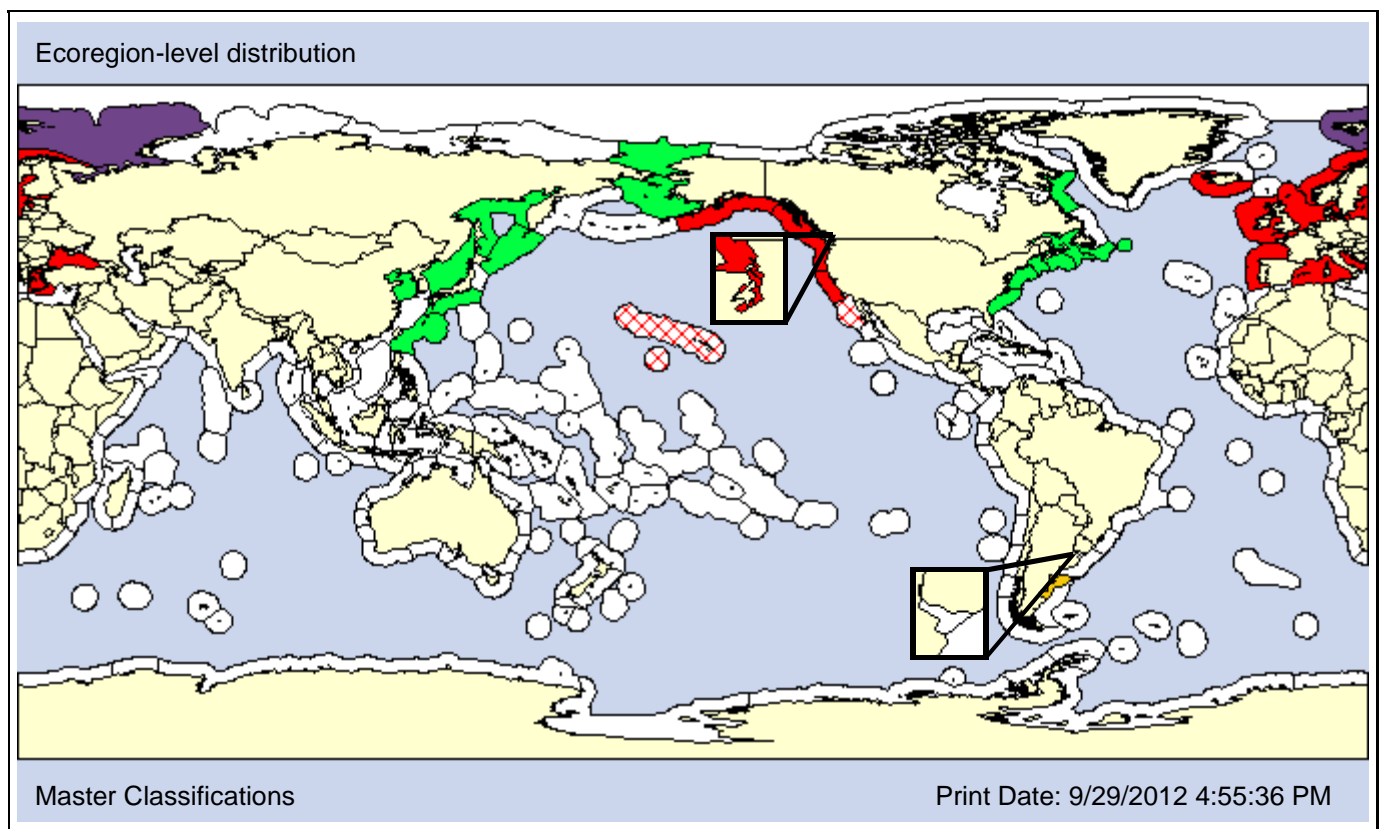 Ecoregion-level distribution
Master Classifications
Print Date: 9/29/2012 4:55:36 PM